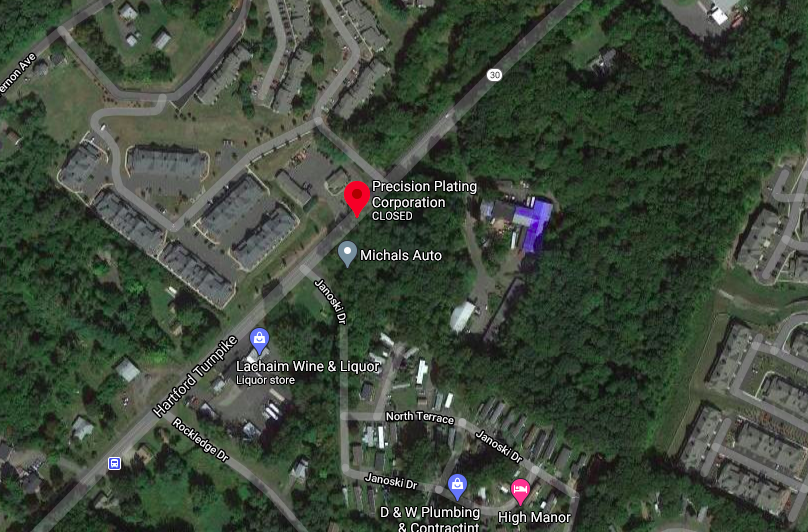 30
ernon Ave
Precision Plating
Corporation
CLOSED
Michals Auto
Janoski Dr
Hartford Turnpike
Lachaim Wine & Liquor
Liquor store
North Terrace
Janoski Dr
Rockledge Dr
Janoski Dr
D & W Plumbing
& Contractint
High Manor